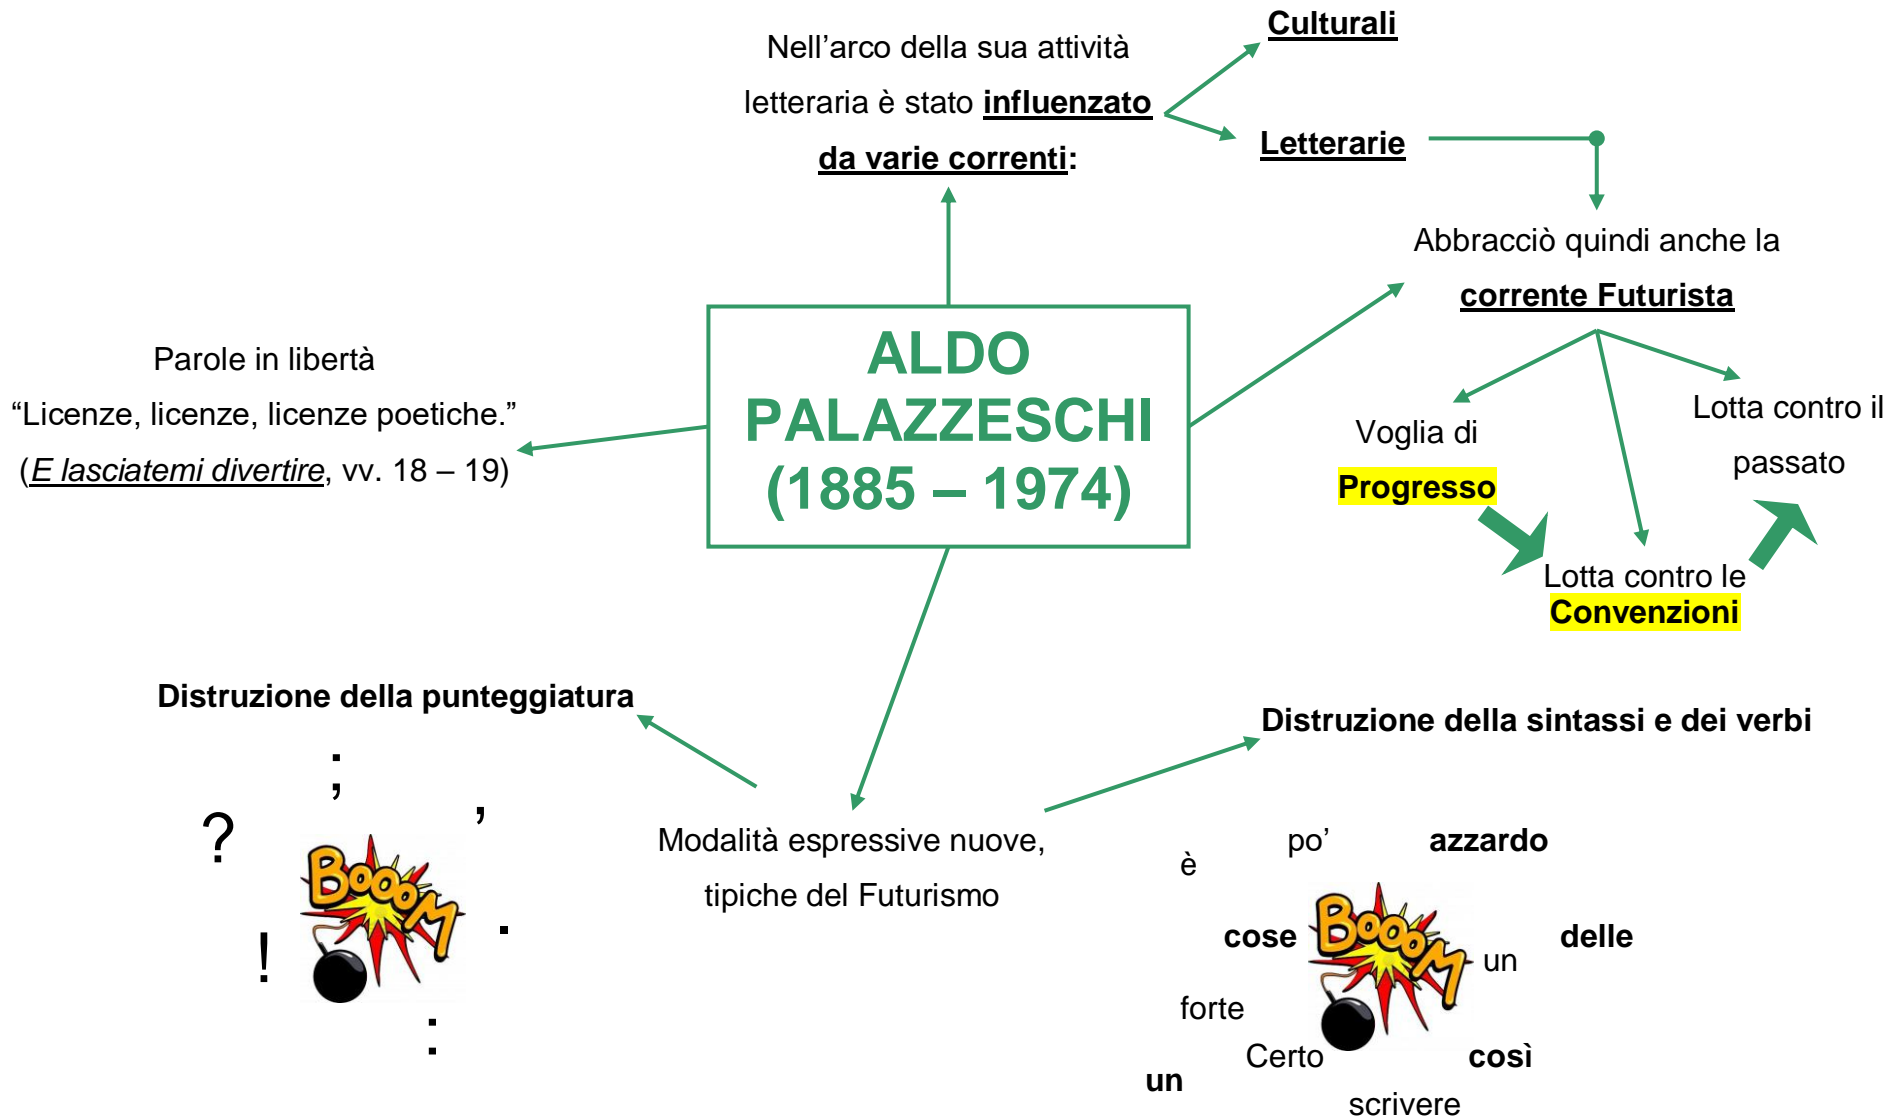 Nell’arco della sua attività
letteraria è stato influenzato
da varie correnti:
Culturali
Letterarie
Abbracciò quindi anche la
corrente Futurista
Voglia di
Progresso
Lotta contro le
Convenzioni
Lotta contro il
passato
ALDO
PALAZZESCHI
(1885 – 1974)
Parole in libertà
“Licenze, licenze, licenze poetiche.”
(E lasciatemi divertire, vv. 18 – 19)
Distruzione della punteggiatura
;
,
?
BOOOM
.
!
:
Modalità espressive nuove,
tipiche del Futurismo
Distruzione della sintassi e dei verbi
è
po’
azzardo
cose
BOOOM
un
delle
forte
Certo
così
un
scrivere